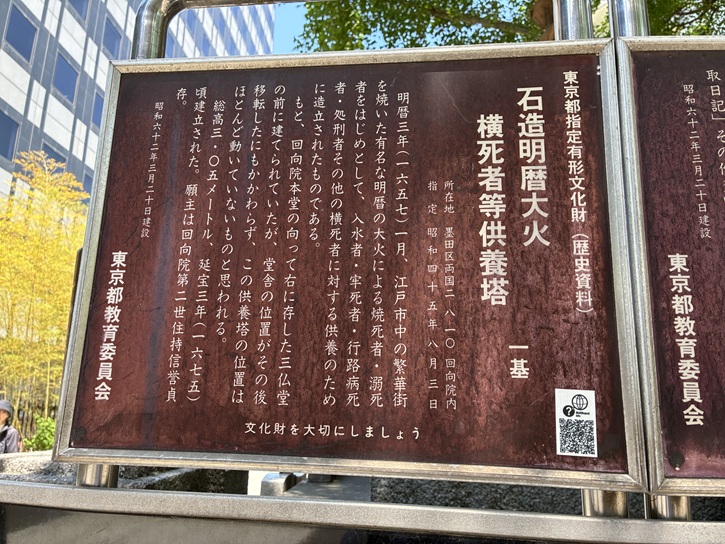 東京都指定有形文化財（歴史資料）
石造明暦大火
横死者等供養塔 一基
所在地 墨田区両国二-八-一〇 回向院内
指定 昭和四十五年八月三日
明暦三年（一六五七）一月、江戸市中の繁華街
を焼いた有名な明暦の大火による焼死者・溺死
者をはじめとして、入水者・牢死者・行路病死
者・処刑者その他の横死者に対する供養のため
に造立されたものである。
もと、回向院本堂の向って右に存した三仏堂
の前に建てられていたが、堂舎の位置がその後
移転したにもかかわらず、この供養塔の位置は
ほとんど動いていないものと思われる。
総高三・〇五メートル、延宝三年（一六七五）
頃建立された。願主は回向院第二世住持信誉貞
存。
昭和六十二年三月二十日建設
東京都教育委員会
文化財を大切にしましょう
取日記」その
昭和六十二年三月二十日建設
東京都教育委員会